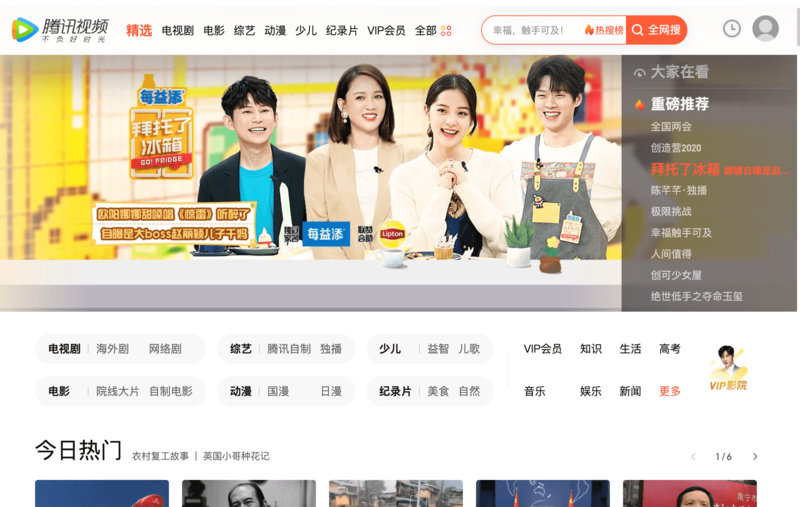 腾讯视频
不负好时光
精选 电视剧 电影 综艺 动漫 少儿 纪录片 VIP会员 全部
幸福，触手可及！ 热搜榜 全网搜
每益添
拜托了
冰箱
GO! FRIDGE
欧阳娜娜甜嗓唱《惊雷》听醉了
自曝是大boss赵丽颖儿子干妈
独家冠名 每益添 联合赞助 Lipton
大家在看
重磅推荐
全国两会
创造营2020
拜托了冰箱 娜娜自曝是赵...
陈芊芊·独播
极限挑战
幸福触手可及
人间值得
创可少女屋
绝世低手之夺命玉玺
电视剧 海外剧 网络剧 综艺 腾讯自制 独播 少儿 益智 儿歌 VIP会员 知识 生活 高考
电影 院线大片 自制电影 动漫 国漫 日漫 纪录片 美食 自然 音乐 娱乐 新闻 更多
VIP影院
今日热门 农村复工故事 | 英国小哥种花记
1/6
南宁市